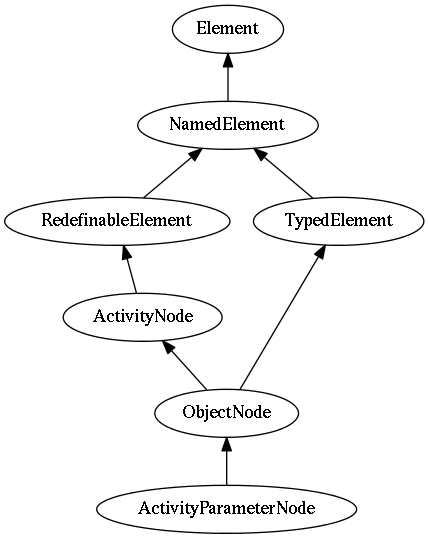 Element
NamedElement
RedefinableElement
TypedElement
ActivityNode
ObjectNode
ActivityParameterNode